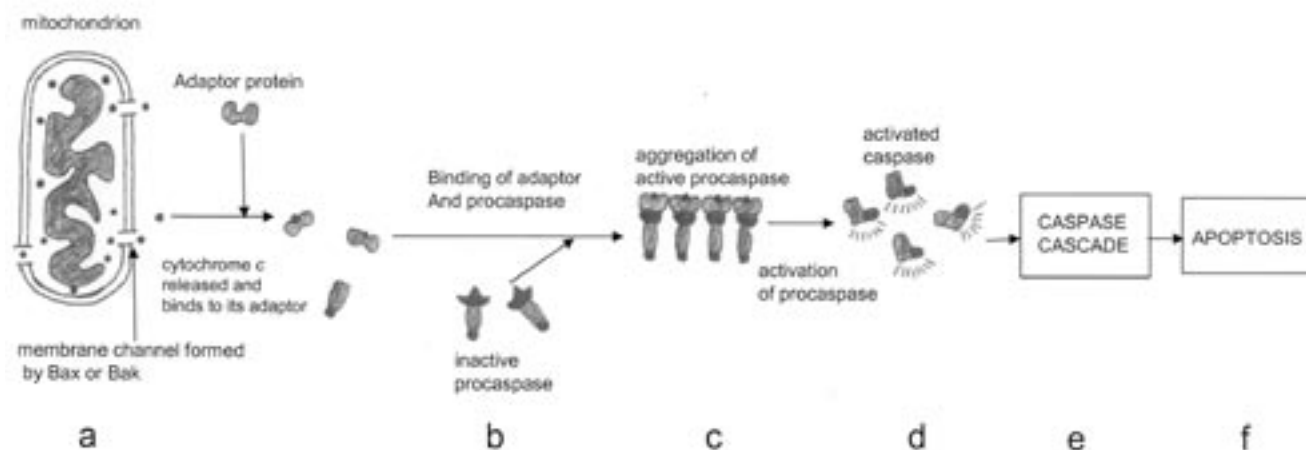 mitochondrion
Adaptor protein
cytochrome c
released and
binds to its adaptor
membrane channel formed
by Bax or Bak
Binding of adaptor
And procaspase
inactive
procaspase
aggregation of
active procaspase
activation
of procaspase
activated
caspase
CASPASE
CASCADE
APOPTOSIS
a
b
c
d
e
f